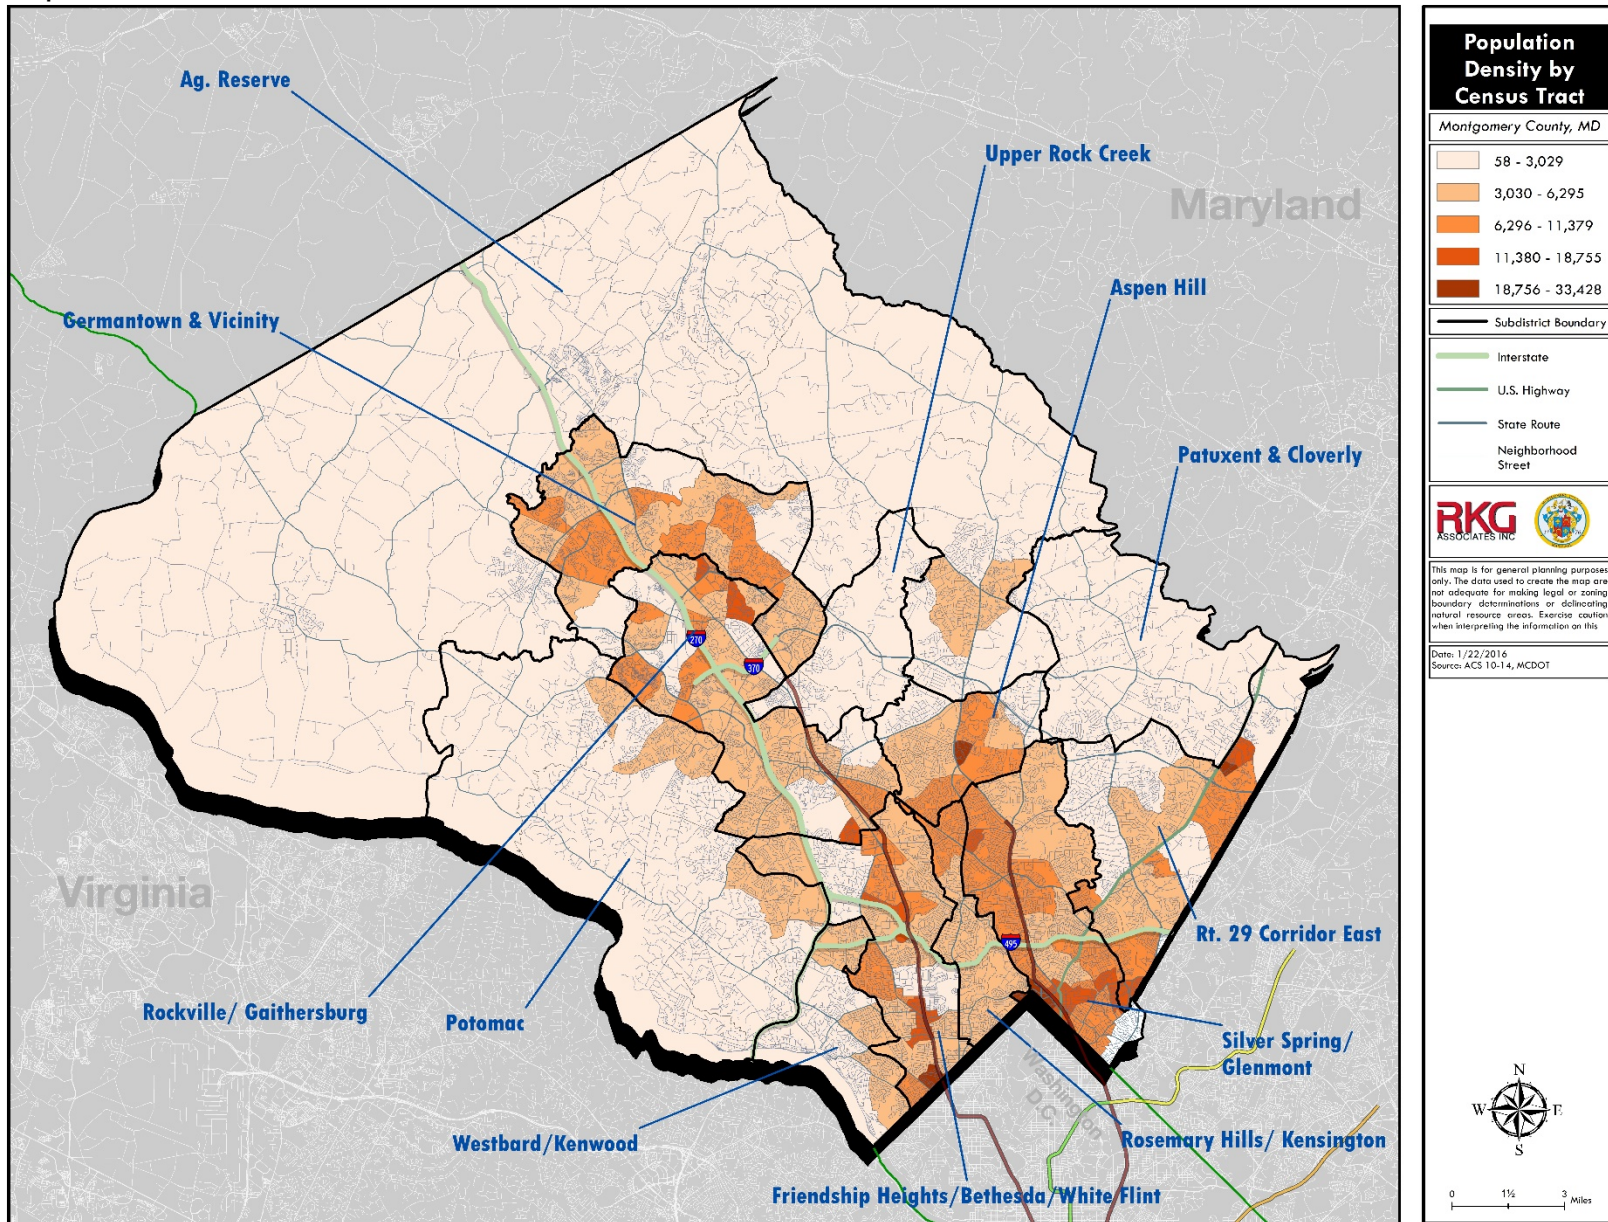 Ag. Reserve
Upper Rock Creek
Maryland
Aspen Hill
Germantown & Vicinity
Patuxent & Cloverly
270
370
Virginia
495
Rt. 29 Corridor East
Rockville/ Gaithersburg
Potomac
Silver Spring/
Glenmont
Washington
D.C.
Westbard/Kenwood
Rosemary Hills/ Kensington
Friendship Heights/Bethesda/White Flint
Population
Density by
Census Tract
Montgomery County, MD
58 - 3,029
3,030 - 6,295
6,296 - 11,379
11,380 - 18,755
18,756 - 33,428
Subdistrict Boundary
Interstate
U.S. Highway
State Route
Neighborhood
Street
RKG
ASSOCIATES INC
This map is for general planning purposes
only. The data used to create the map are
not adequate for making legal or zoning
boundary determinations or delineating
natural resource areas. Exercise caution
when interpreting the information on this
Date: 1/22/2016
Source: ACS 10-14, MCDOT
N
W E
S
0 1½ 3 Miles